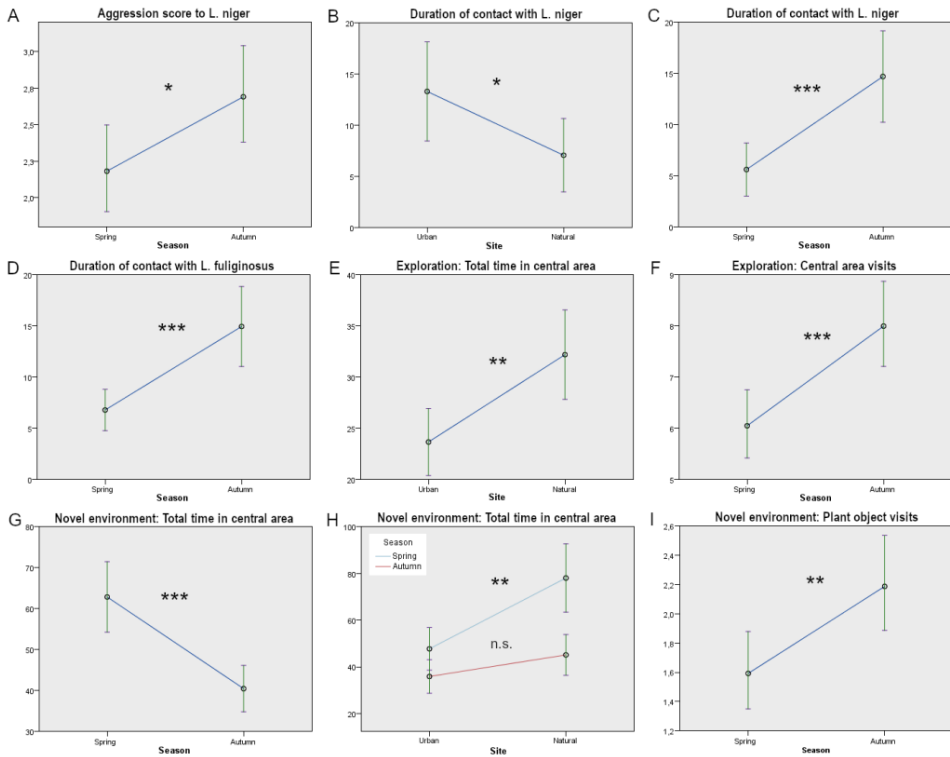 A
Aggression score to L. niger
3,0
2,8
2,5
2,3
2,0
*
Spring
Autumn
Season
B
Duration of contact with L. niger
20
15
10
5
0
*
Urban
Natural
Site
C
Duration of contact with L. niger
20
15
10
5
0
***
Spring
Autumn
Season
D
Duration of contact with L. fuliginosus
20
15
10
5
0
***
Spring
Autumn
Season
E
Exploration: Total time in central area
40
35
30
25
20
**
Urban
Natural
Site
F
Exploration: Central area visits
9
8
7
6
5
***
Spring
Autumn
Season
G
Novel environment: Total time in central area
80
70
60
50
40
30
***
Spring
Autumn
Season
H
Novel environment: Total time in central area
100
80
60
40
20
Season
Spring
Autumn
**
n.s.
Urban
Natural
Site
I
Novel environment: Plant object visits
2,6
2,4
2,2
2,0
1,8
1,6
1,4
1,2
**
Spring
Autumn
Season